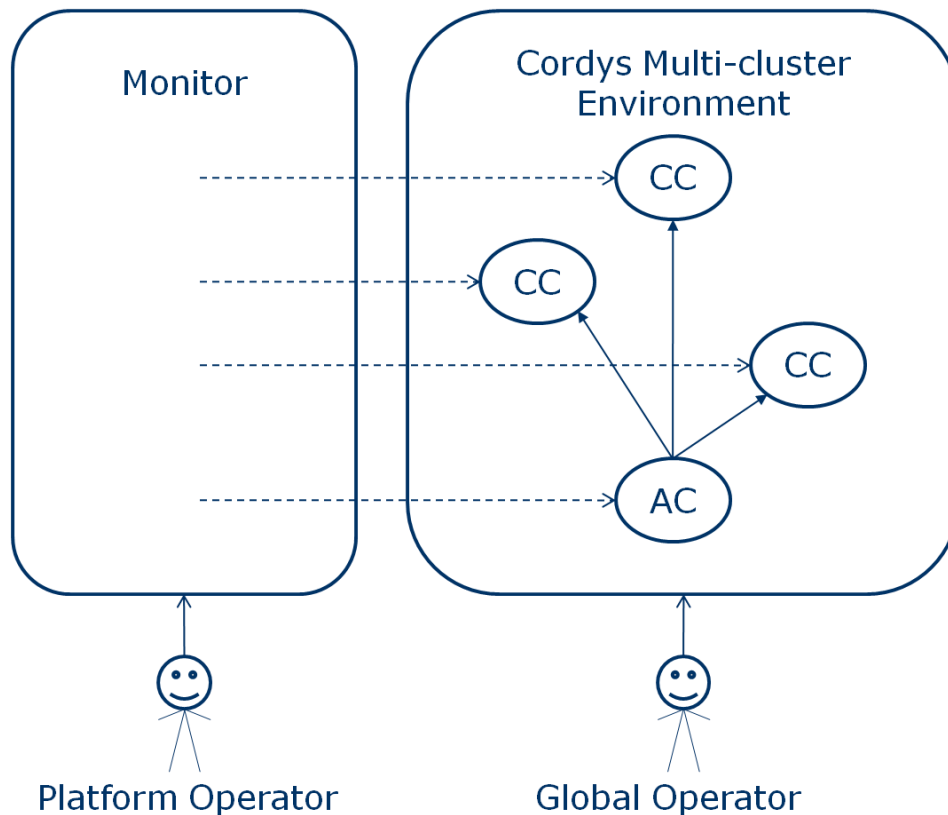 Monitor
Cordys Multi-cluster
Environment
CC
CC
CC
AC
Platform Operator
Global Operator